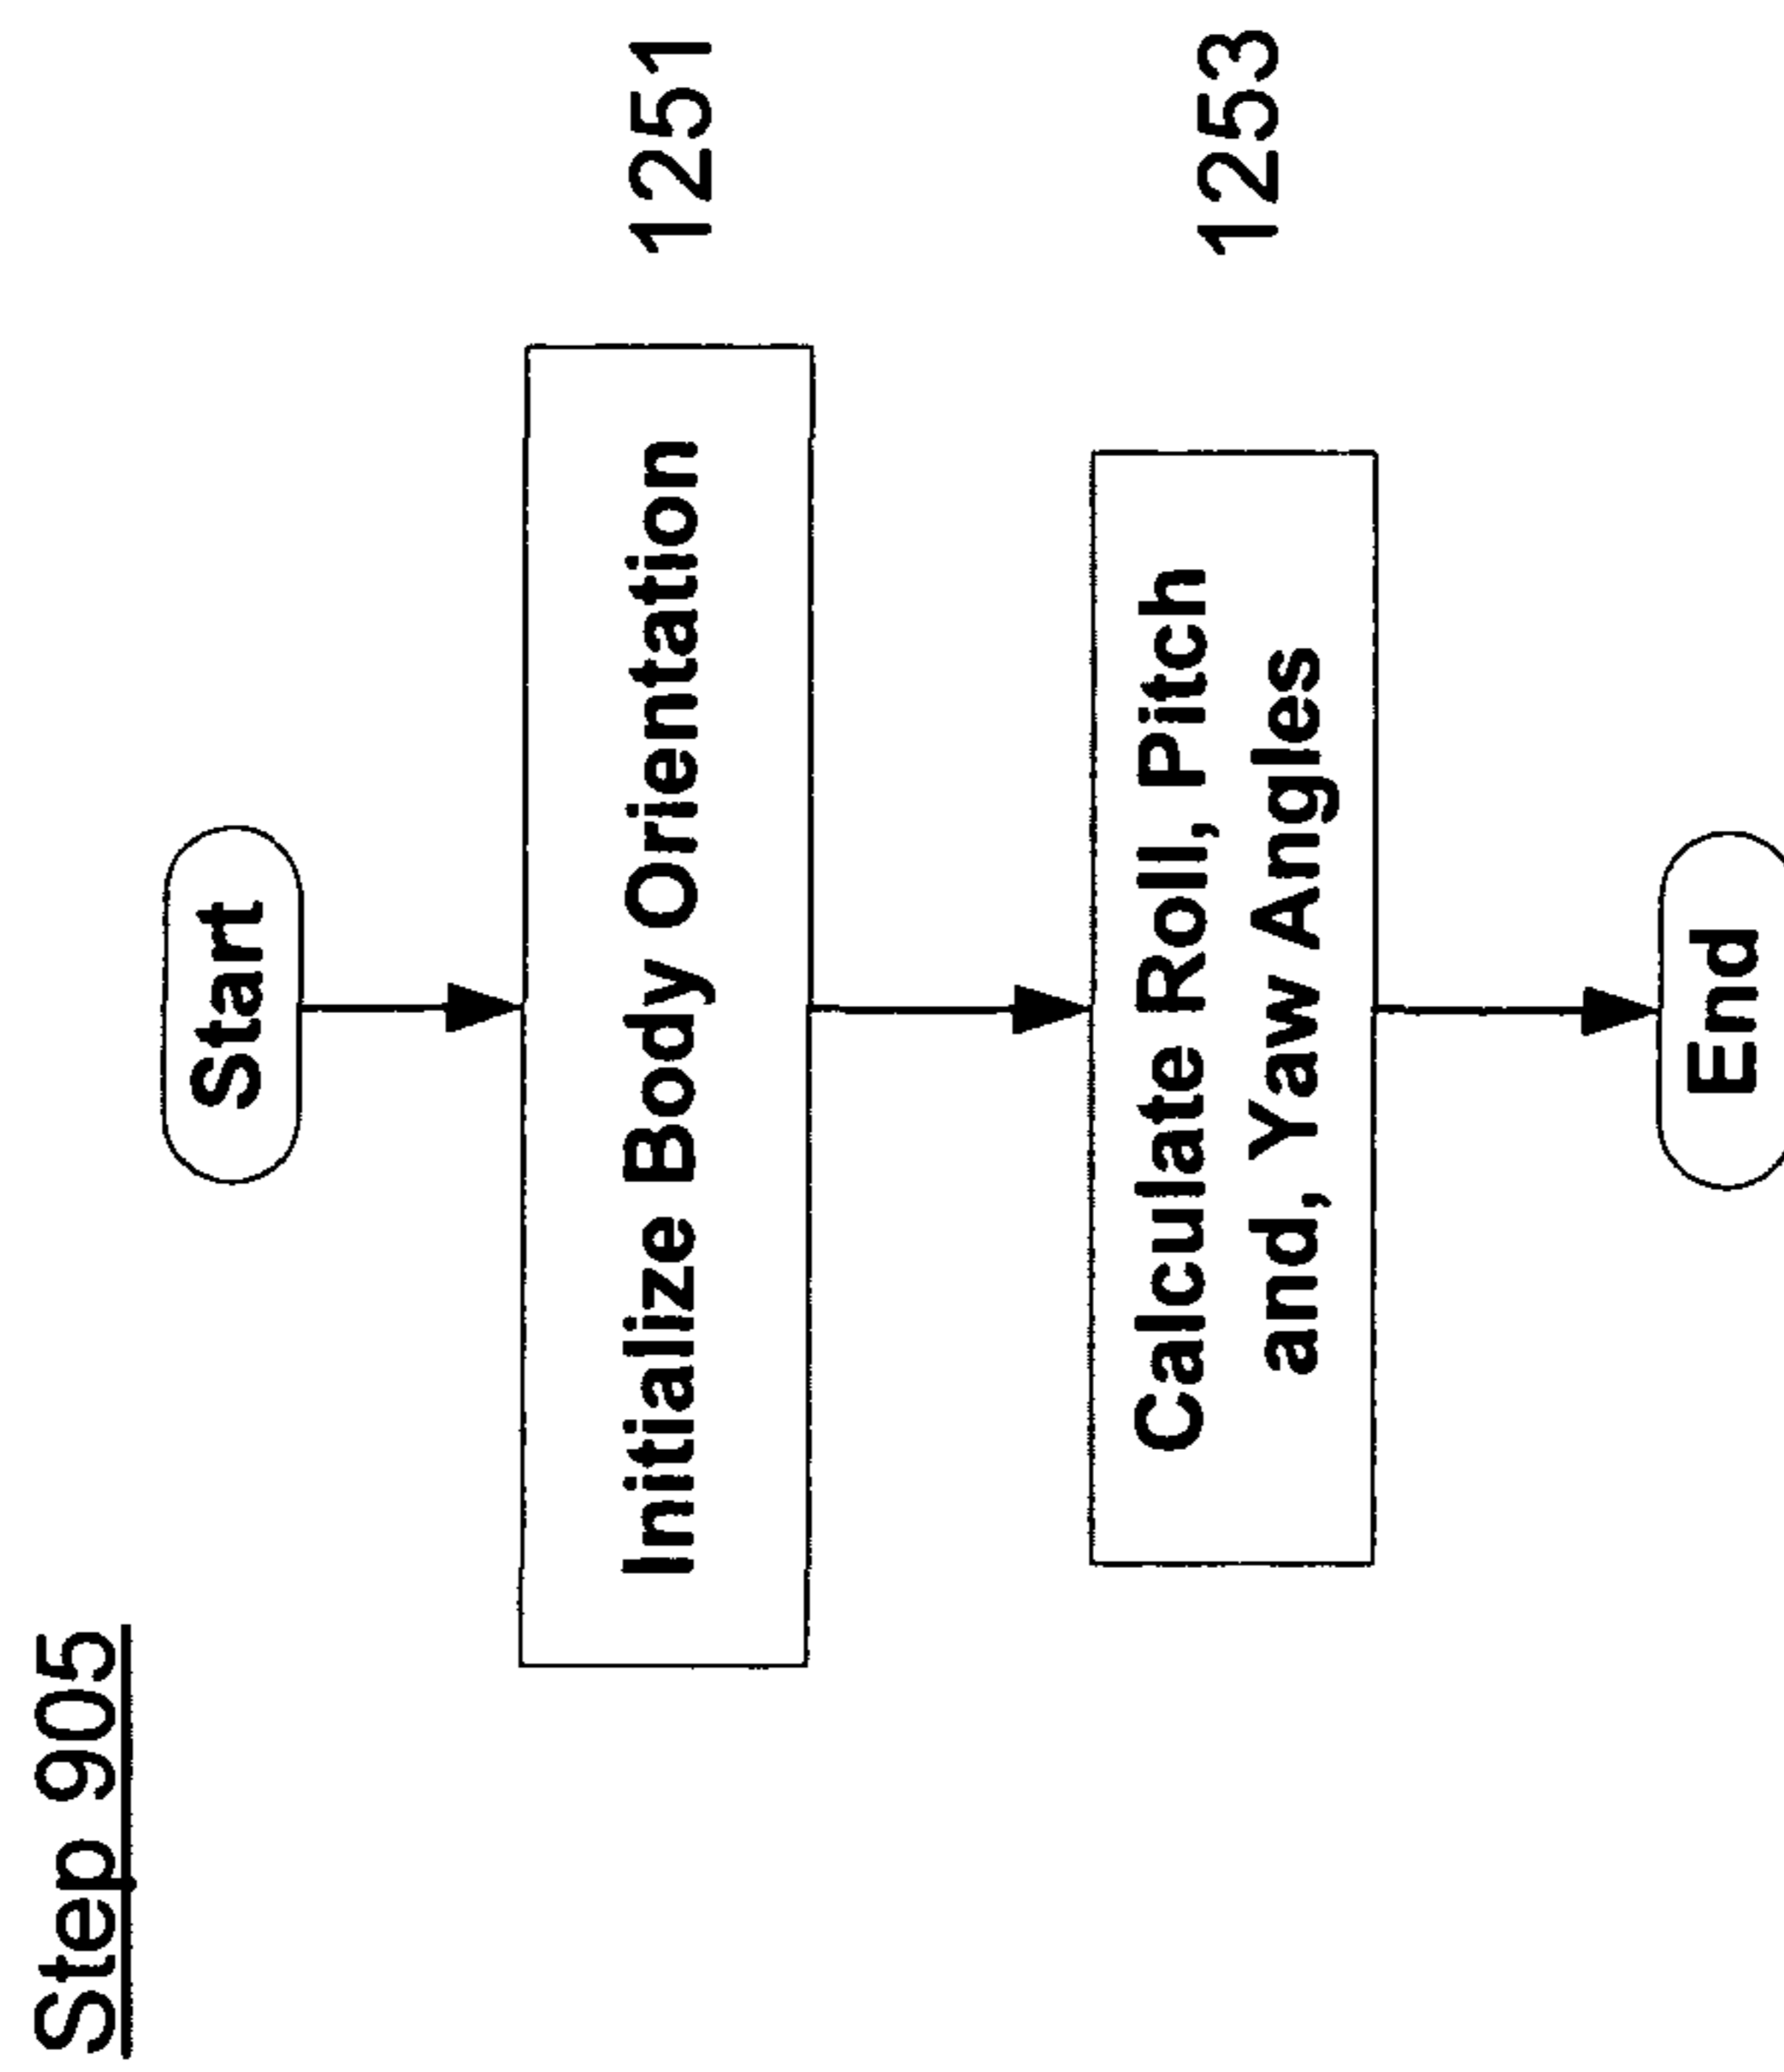 Step 905
Start
Initialize Body Orientation
1251
Calculate Roll, Pitch
and, Yaw Angles
1253
End